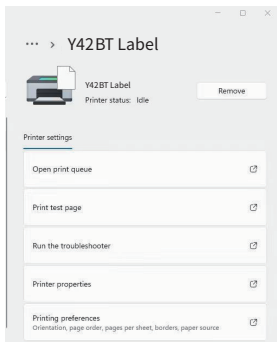 ··· > Y42BT Label
Y42BT Label
Printer status: Idle
Remove
Printer settings
Open print queue
Print test page
Run the troubleshooter
Printer properties
Printing preferences
Orientation, page order, pages per sheet, borders, paper source